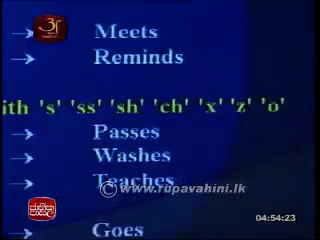 → Meets
→ Reminds
ith 's' 'ss' 'sh' 'ch' 'x' 'z' 'o'
→ Passes
→ Washes
→ Teaches
©www.rupavahini.lk
→ Goes
04:54:23